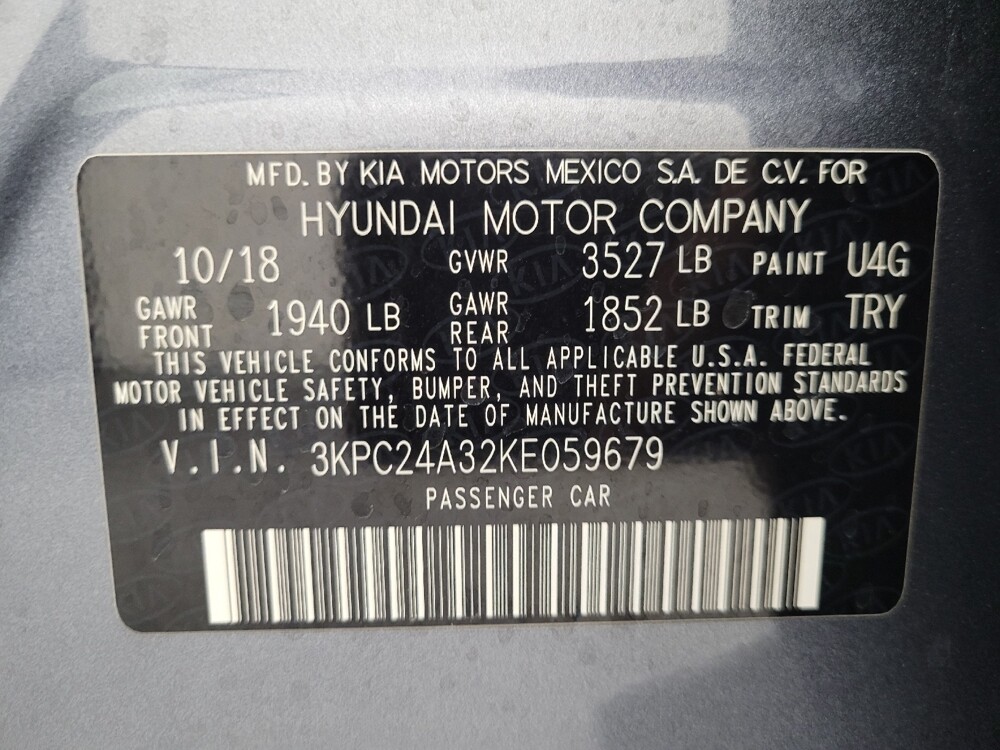 MFD. BY KIA MOTORS MEXICO S.A. DE C.V. FOR
HYUNDAI MOTOR COMPANY
10/18 GVWR 3527 LB PAINT U4G
GAWR FRONT 1940 LB GAWR REAR 1852 LB TRIM TRY
THIS VEHICLE CONFORMS TO ALL APPLICABLE U.S.A. FEDERAL
MOTOR VEHICLE SAFETY, BUMPER, AND THEFT PREVENTION STANDARDS
IN EFFECT ON THE DATE OF MANUFACTURE SHOWN ABOVE.
V.I.N. 3KPC24A32KE059679
PASSENGER CAR